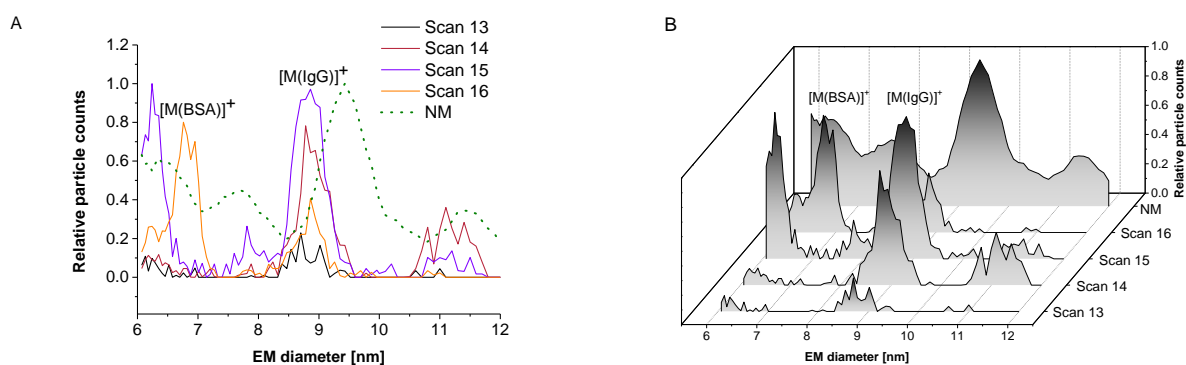 A
Scan 13
Scan 14
Scan 15
Scan 16
NM
[M(BSA)]+
[M(IgG)]+
1.2
1.0
0.8
0.6
0.4
0.2
0.0
Relative particle counts
6 7 8 9 10 11 12
EM diameter [nm]
B
[M(BSA)]+
[M(IgG)]+
1.0
0.8
0.6
0.4
0.2
0.0
Relative particle counts
NM
Scan 16
Scan 15
Scan 14
Scan 13
6 7 8 9 10 11 12
EM diameter [nm]